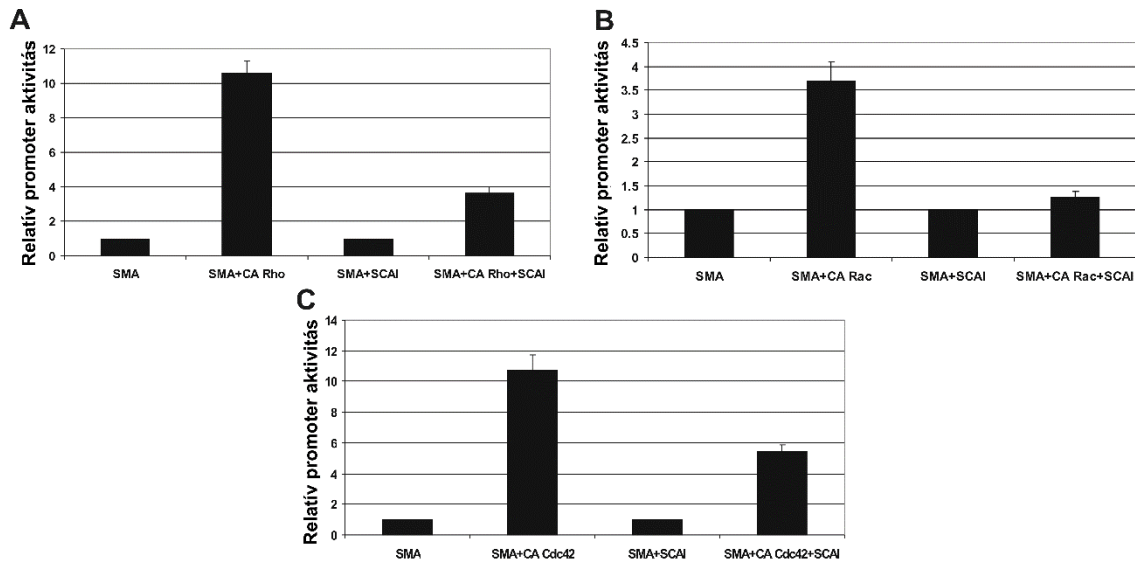 A
Relatív promoter aktivitás
12
10
8
6
4
2
0
SMA SMA+CA Rho SMA+SCAI SMA+CA Rho+SCAI
B
Relatív promoter aktivitás
4.5
4
3.5
3
2.5
2
1.5
1
0.5
0
SMA SMA+CA Rac SMA+SCAI SMA+CA Rac+SCAI
C
Relatív promoter aktivitás
14
12
10
8
6
4
2
0
SMA SMA+CA Cdc42 SMA+SCAI SMA+CA Cdc42+SCAI